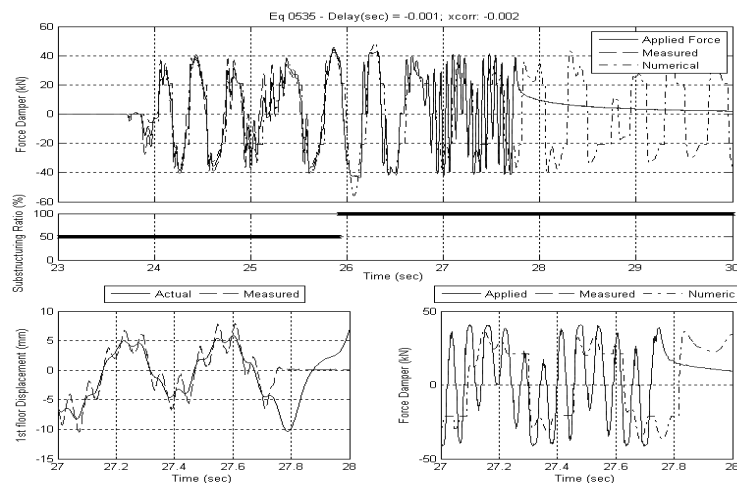 Eq 0535 - Delay(sec) = -0.001; xcorr: -0.002
Force Damper (kN)
60
40
20
0
-20
-40
-60
Applied Force
Measured
Numerical
Substructuring Ratio (%)
100
50
0
23 24 25 26 27 28 29 30
Time (sec)
Actual Measured
1st floor Displacement (mm)
10
5
0
-5
-10
-15
27 27.2 27.4 27.6 27.8 28
Time (sec)
Applied Measured Numeric
Force Damper (kN)
50
0
-50
27 27.2 27.4 27.6 27.8 28
Time (sec)